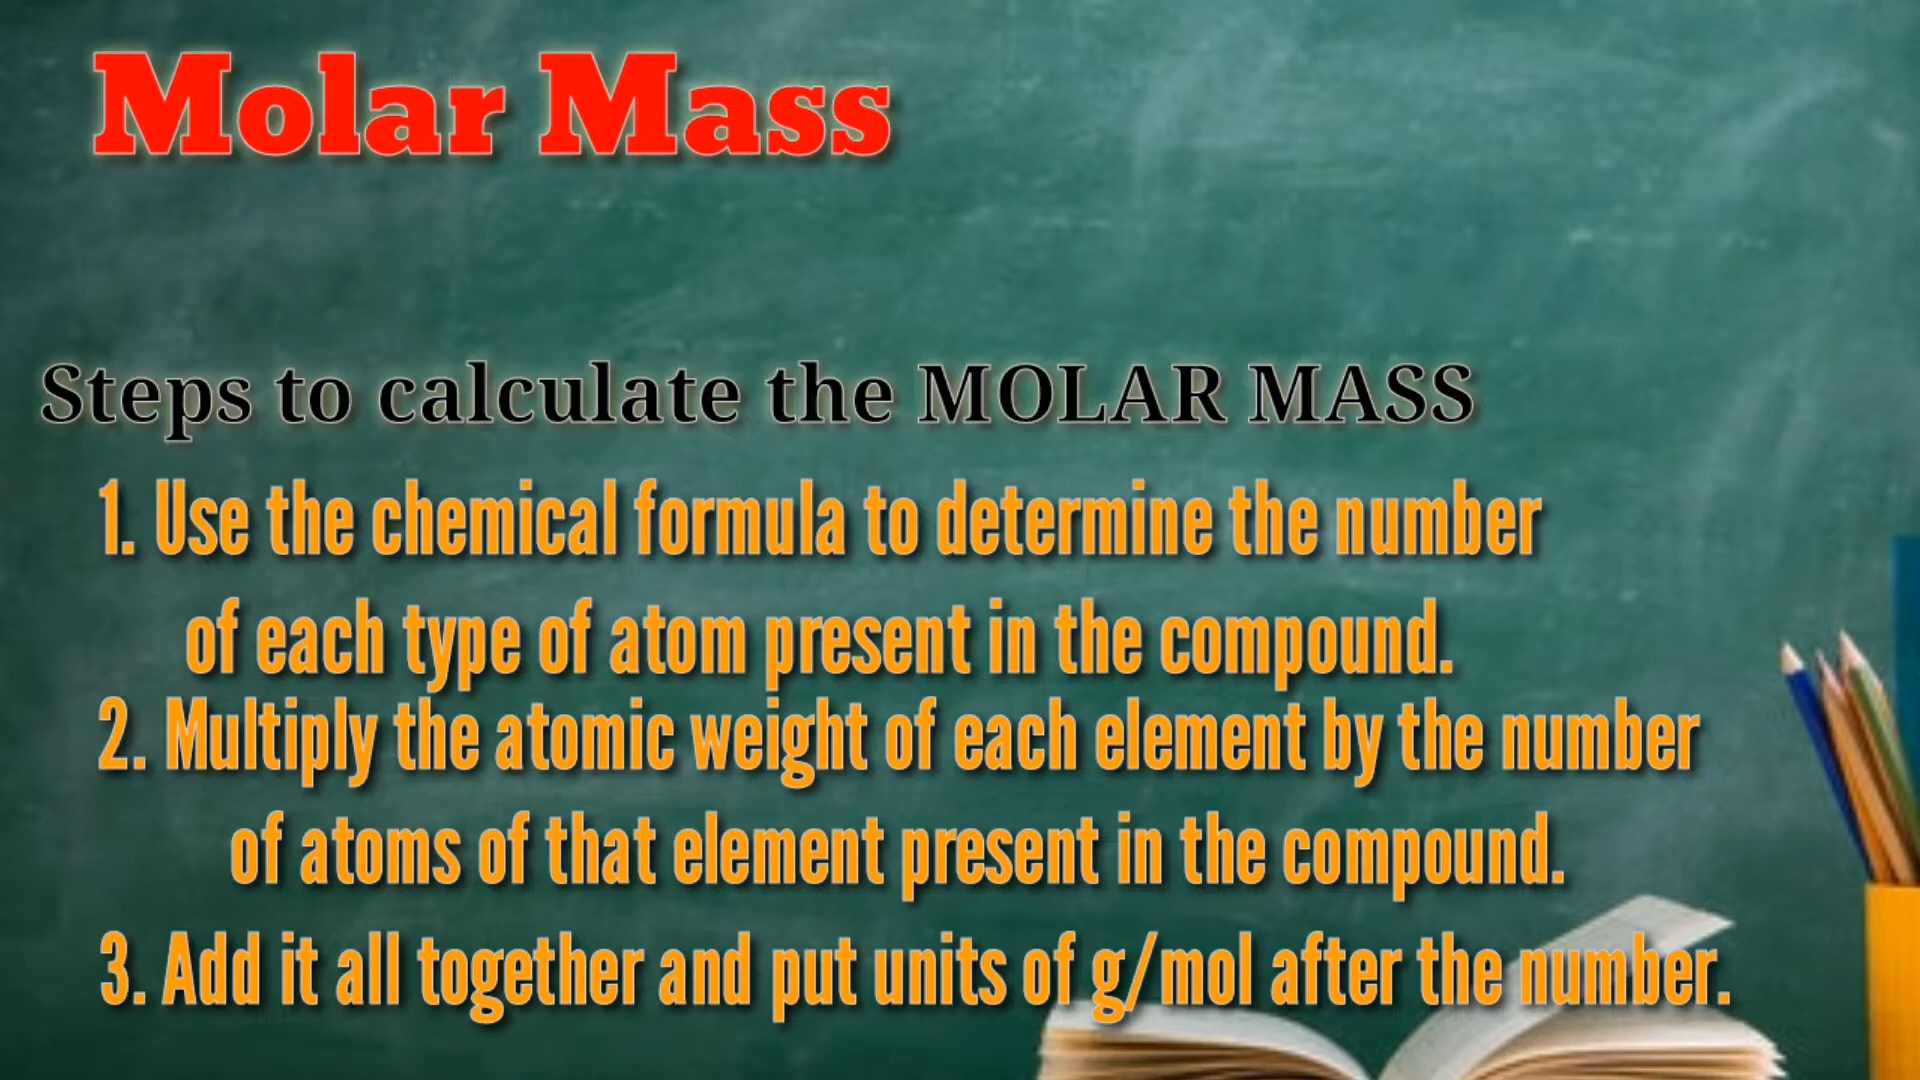 Molar Mass
Steps to calculate the MOLAR MASS
1. Use the chemical formula to determine the number
of each type of atom present in the compound.
2. Multiply the atomic weight of each element by the number
of atoms of that element present in the compound.
3. Add it all together and put units of g/mol after the number.